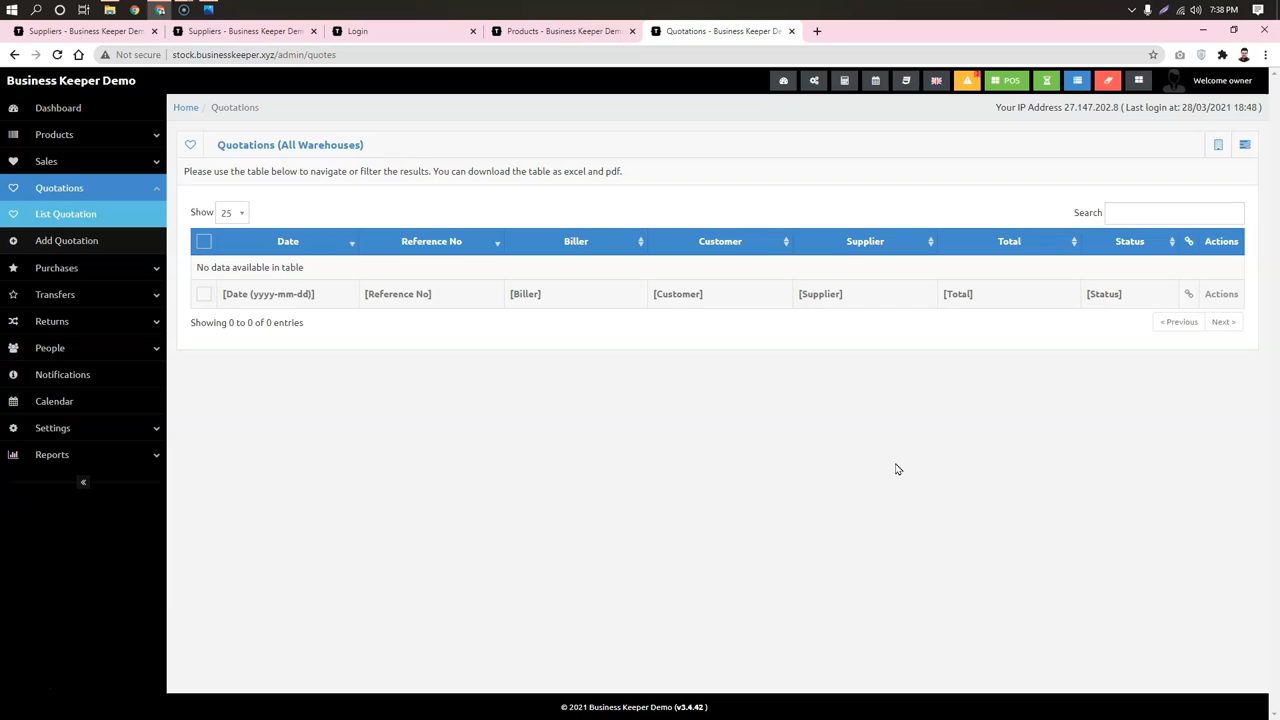 7:38 PM
Suppliers - Business Keeper Demo
Suppliers - Business Keeper Demo
Login
Products - Business Keeper Demo
Quotations - Business Keeper De
Not secure
stock.businesskeeper.xyz/admin/quotes
Business Keeper Demo
POS
Welcome owner
Home / Quotations
Your IP Address 27.147.202.8 ( Last login at: 28/03/2021 18:48 )
Dashboard
Products
Sales
Quotations
List Quotation
Add Quotation
Purchases
Transfers
Returns
People
Notifications
Calendar
Settings
Reports
Quotations (All Warehouses)
Please use the table below to navigate or filter the results. You can download the table as excel and pdf.
Show 25
Search
Date Reference No Biller Customer Supplier Total Status Actions
No data available in table
[Date (yyyy-mm-dd)] [Reference No] [Biller] [Customer] [Supplier] [Total] [Status] Actions
Showing 0 to 0 of 0 entries
< Previous Next >
© 2021 Business Keeper Demo (v3.4.42 )